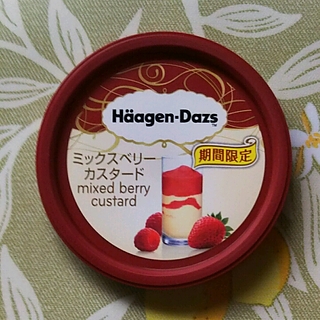 Häagen-Dazs
ミックスベリー
カスタード
mixed berry
custard
期間限定